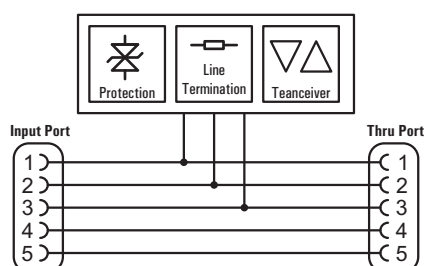 Protection
Line
Termination
Teanceiver
Input Port
Thru Port
1 1
2 2
3 3
4 4
5 5